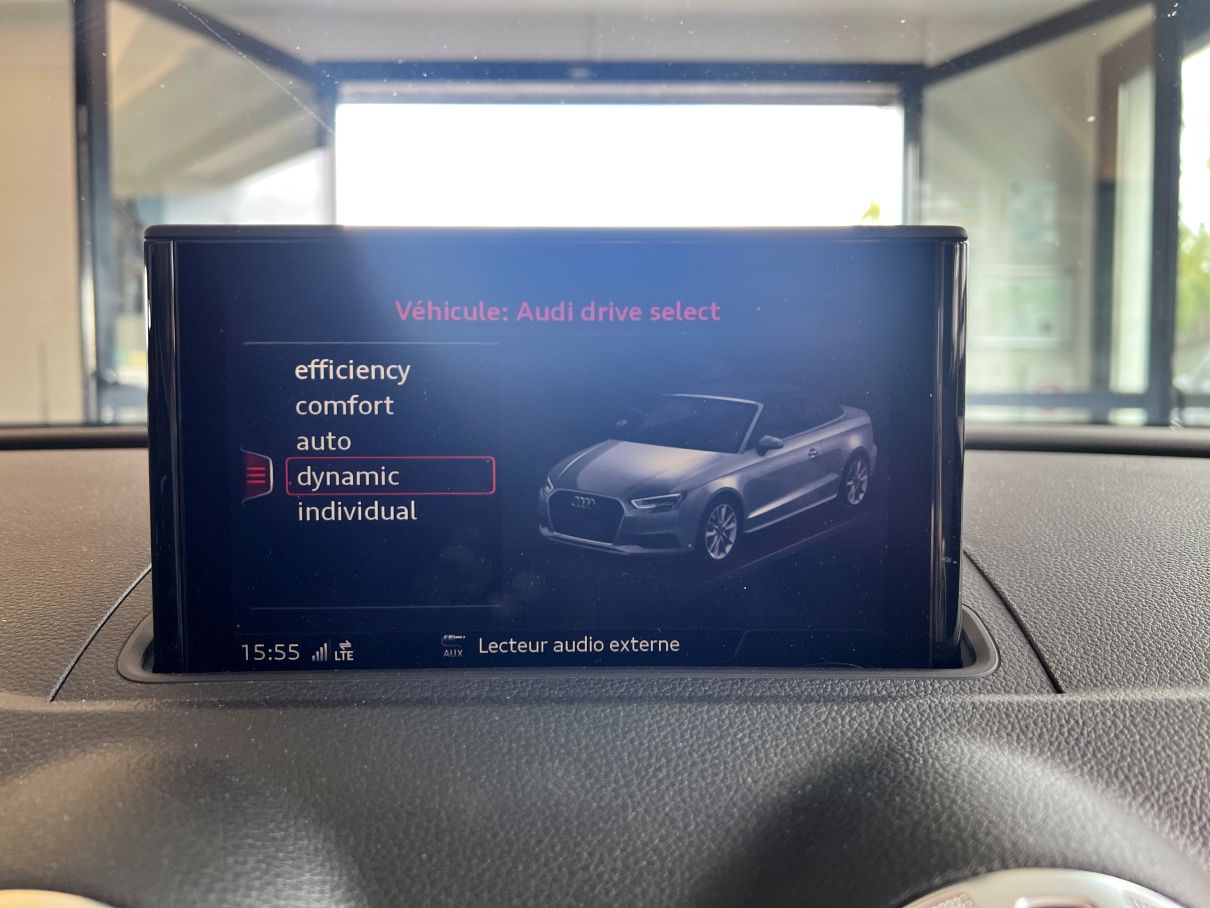 Véhicule: Audi drive select
efficiency
comfort
auto
dynamic
individual
15:55 LTE AUX Lecteur audio externe